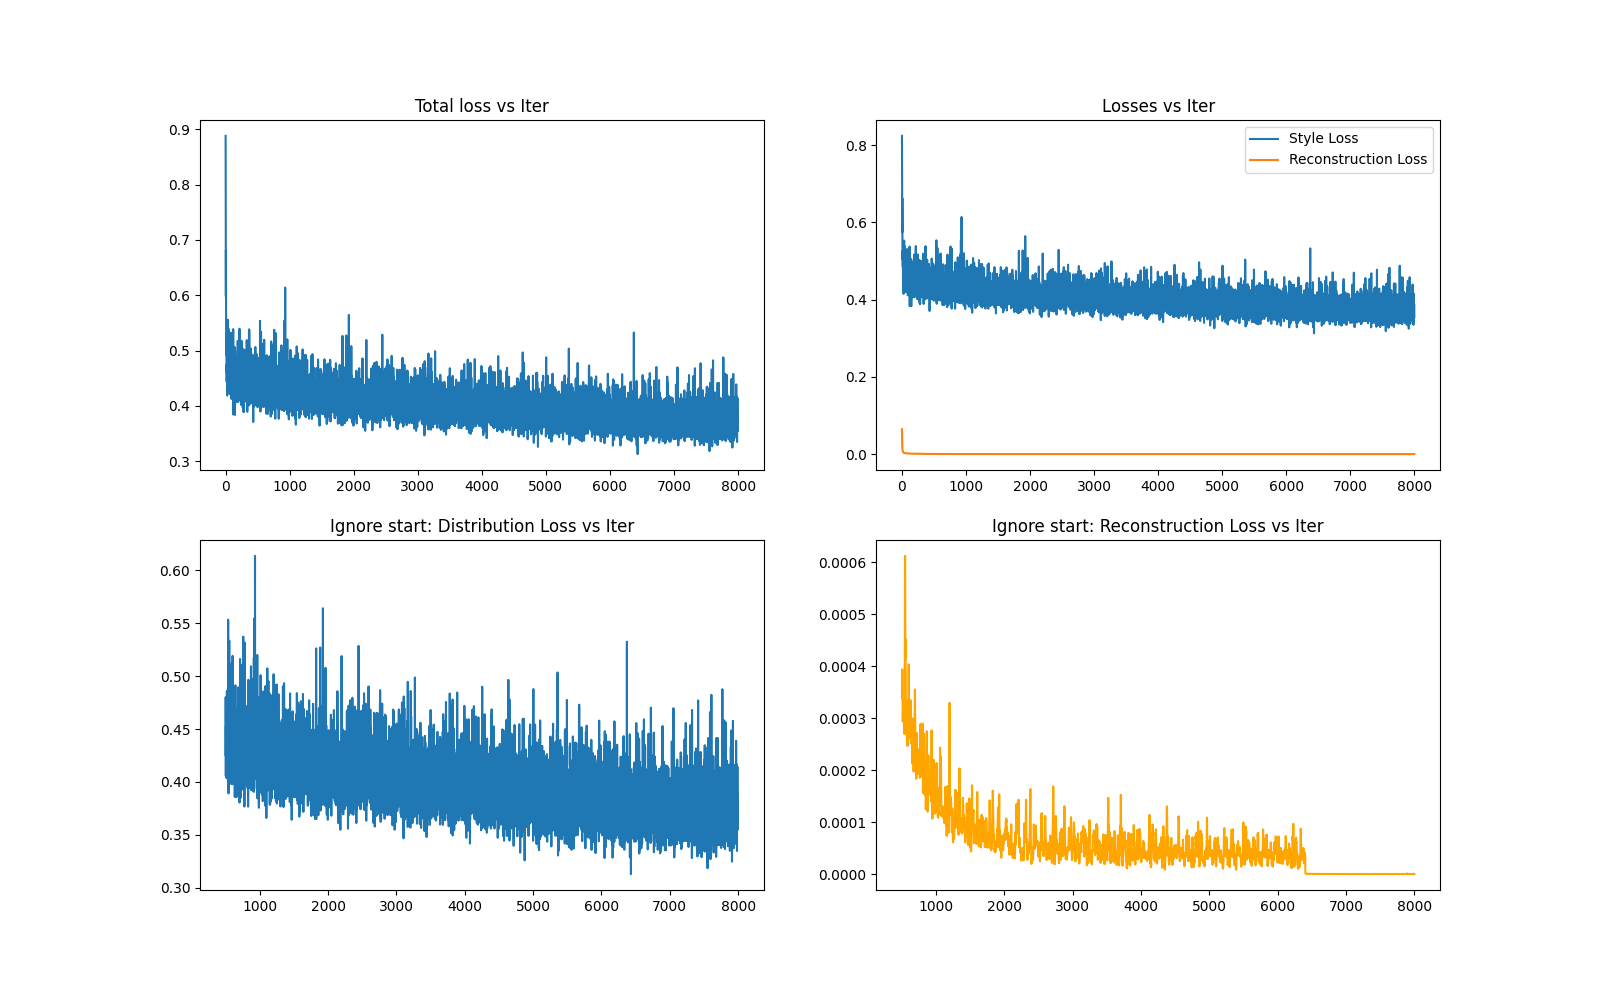 Total loss vs Iter
0.9
0.8
0.7
0.6
0.5
0.4
0.3
0 1000 2000 3000 4000 5000 6000 7000 8000
Losses vs Iter
Style Loss
Reconstruction Loss
0.8
0.6
0.4
0.2
0.0
0 1000 2000 3000 4000 5000 6000 7000 8000
Ignore start: Distribution Loss vs Iter
0.60
0.55
0.50
0.45
0.40
0.35
0.30
1000 2000 3000 4000 5000 6000 7000 8000
Ignore start: Reconstruction Loss vs Iter
0.0006
0.0005
0.0004
0.0003
0.0002
0.0001
0.0000
1000 2000 3000 4000 5000 6000 7000 8000